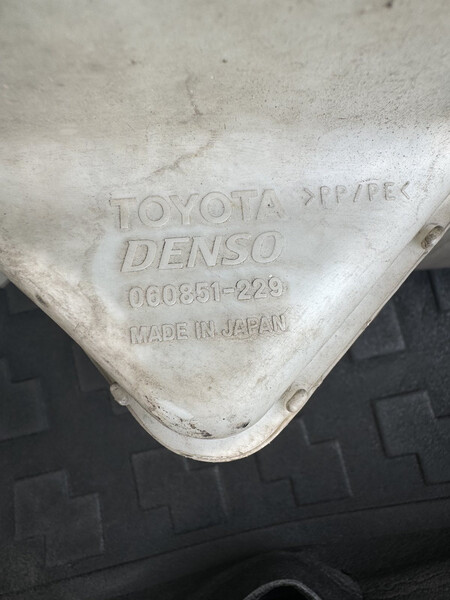 TOYOTA >PP/PE<
DENSO
060851-229
MADE IN JAPAN